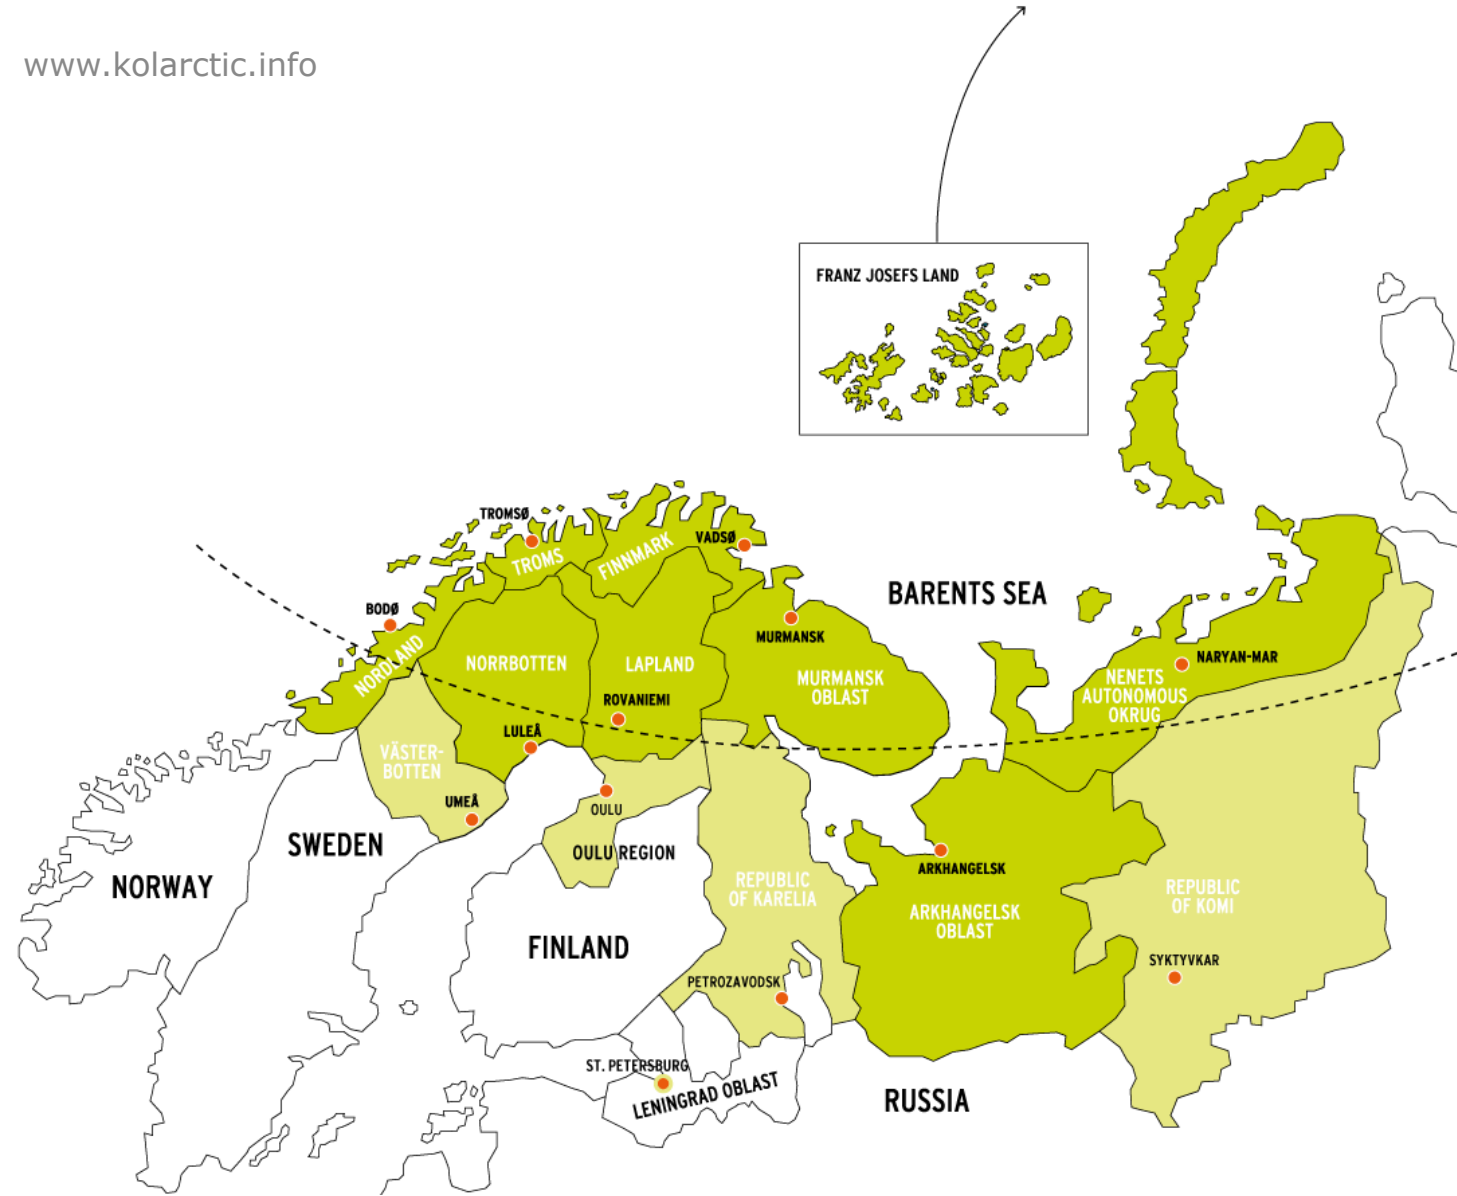 www.kolarctic.info
FRANZ JOSEFS LAND
TROMSØ
TROMS
FINNMARK
VADSØ
BARENTS SEA
BODØ
NORDLAND
MURMANSK
NORRBOTTEN
LAPLAND
MURMANSK
OBLAST
NARYAN-MAR
NENETS
AUTONOMOUS
OKRUG
ROVANIEMI
LULEÅ
VÄSTER-
BOTTEN
UMEÅ
OULU
SWEDEN
OULU REGION
NORWAY
ARKHANGELSK
REPUBLIC
OF KARELIA
REPUBLIC
OF KOMI
ARKHANGELSK
OBLAST
FINLAND
SYKTYVKAR
PETROZAVODSK
ST. PETERSBURG
LENINGRAD OBLAST
RUSSIA